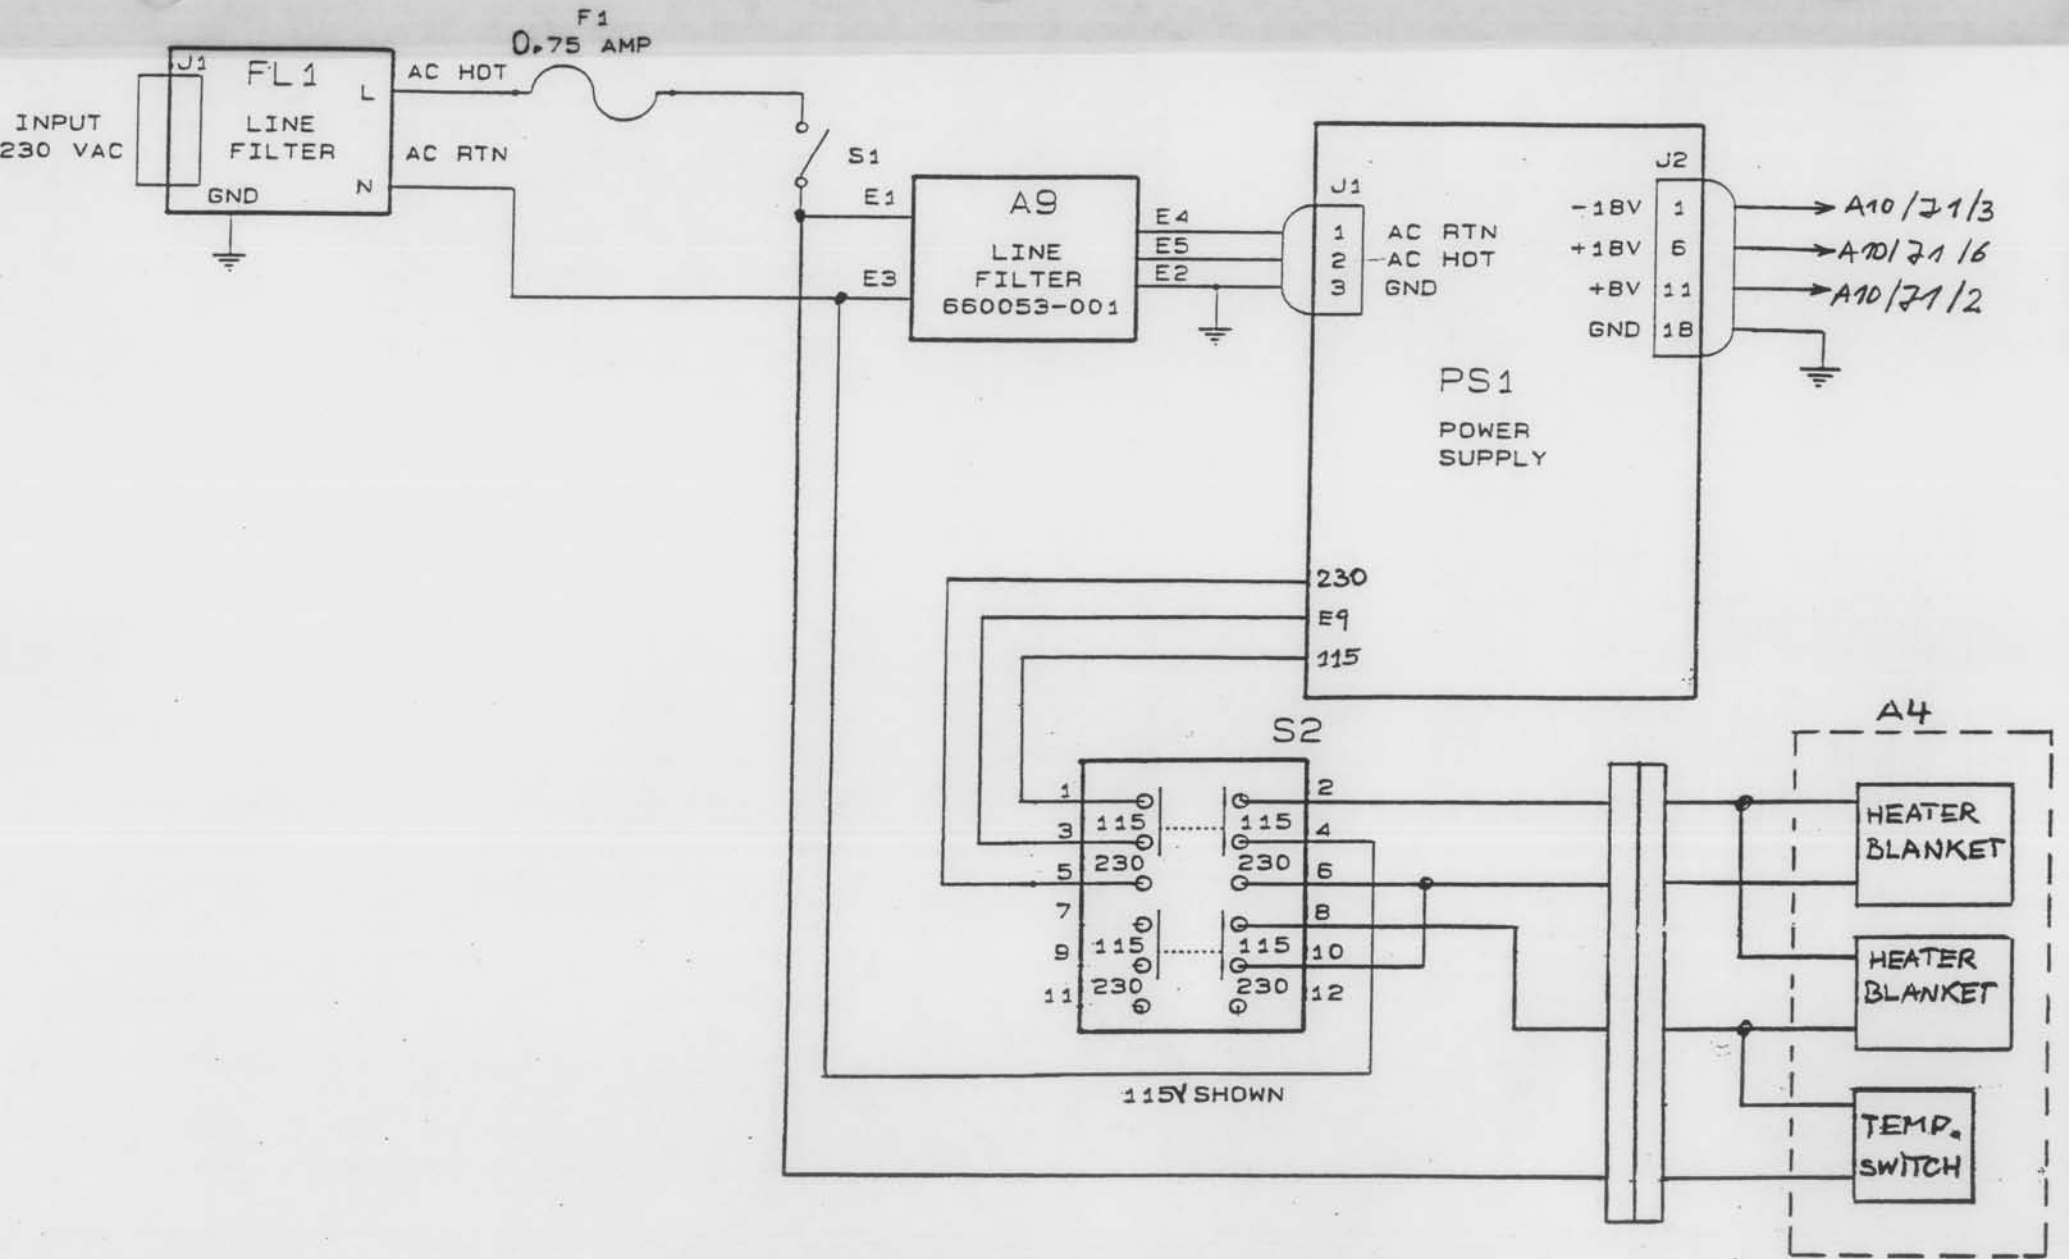 F1
0.75 AMP
J1
FL1
LINE
FILTER
L
N
GND
INPUT
230 VAC
AC HOT
AC RTN
S1
E1
E3
A9
LINE
FILTER
660053-001
E4
E5
E2
J1
1 AC RTN
2 AC HOT
3 GND
J2
-18V 1
+18V 6
+8V 11
GND 18
A10/J1/3
A10/J1/6
A10/J1/2
PS1
POWER
SUPPLY
230
E9
115
S2
1
3
5
7
9
11
115 115
230 230
115 115
230 230
2
4
6
8
10
12
115V SHOWN
A4
HEATER
BLANKET
HEATER
BLANKET
TEMP.
SWITCH